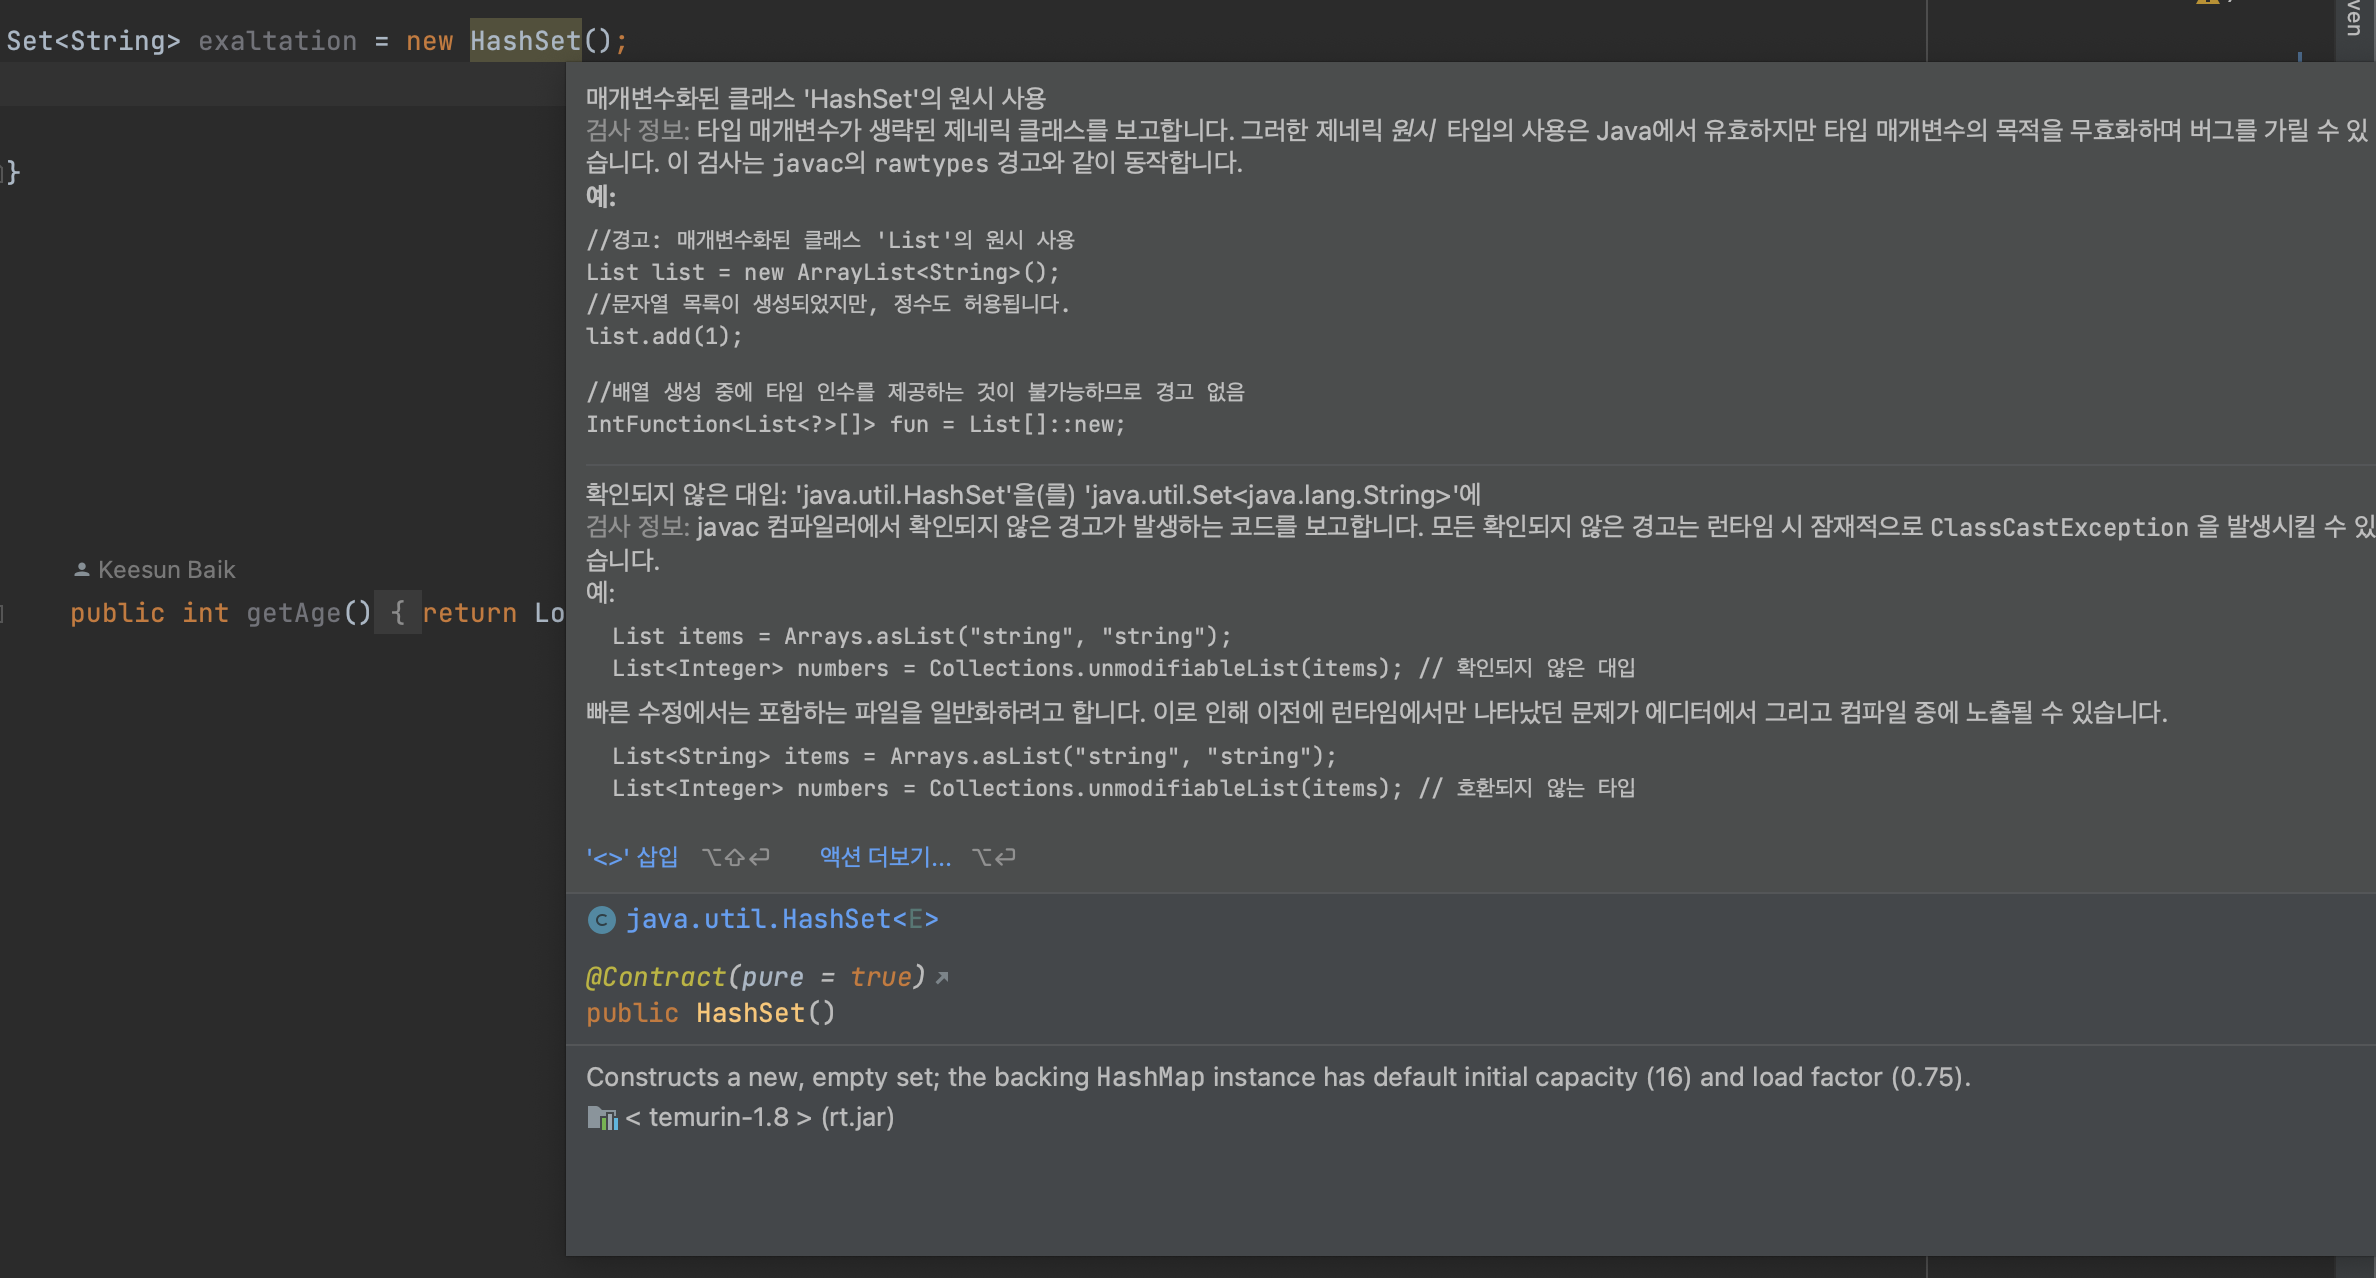 Set<String> exaltation = new HashSet();
ven
매개변수화된 클래스 'HashSet'의 원시 사용
검사 정보: 타입 매개변수가 생략된 제네릭 클래스를 보고합니다. 그러한 제네릭 원시 타입의 사용은 Java에서 유효하지만 타입 매개변수의 목적을 무효화하며 버그를 가릴 수 있
습니다. 이 검사는 javac의 rawtypes 경고와 같이 동작합니다.
}
예:
//경고: 매개변수화된 클래스 'List'의 원시 사용
List list = new ArrayList<String>();
//문자열 목록이 생성되었지만, 정수도 허용됩니다.
list.add(1);
//배열 생성 중에 타입 인수를 제공하는 것이 불가능하므로 경고 없음
IntFunction<List<?>[]> fun = List[]::new;
확인되지 않은 대입: 'java.util.HashSet'을(를) 'java.util.Set<java.lang.String>'에
검사 정보: javac 컴파일러에서 확인되지 않은 경고가 발생하는 코드를 보고합니다. 모든 확인되지 않은 경고는 런타임 시 잠재적으로 ClassCastException 을 발생시킬 수 있
습니다.
예:
Keesun Baik
public int getAge() { return Lo
List items = Arrays.asList("string", "string");
List<Integer> numbers = Collections.unmodifiableList(items); // 확인되지 않은 대입
빠른 수정에서는 포함하는 파일을 일반화하려고 합니다. 이로 인해 이전에 런타임에서만 나타났던 문제가 에디터에서 그리고 컴파일 중에 노출될 수 있습니다.
List<String> items = Arrays.asList("string", "string");
List<Integer> numbers = Collections.unmodifiableList(items); // 호환되지 않는 타입
'<>' 삽입 ⌥⇧⏎ 액션 더보기... ⌥⏎
C java.util.HashSet<E>
@Contract(pure = true)
public HashSet()
Constructs a new, empty set; the backing HashMap instance has default initial capacity (16) and load factor (0.75).
< temurin-1.8 > (rt.jar)